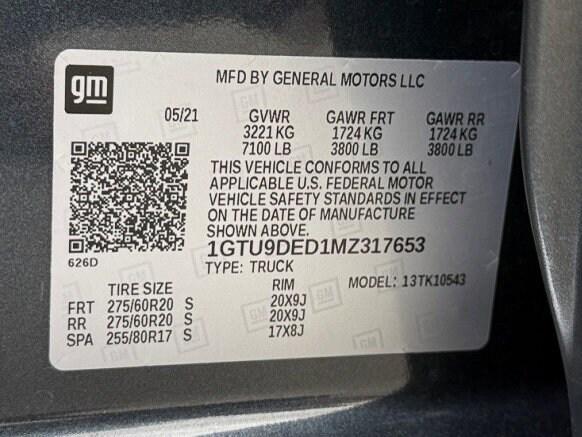 gm
MFD BY GENERAL MOTORS LLC
05/21 GVWR GAWR FRT GAWR RR
3221 KG 1724 KG 1724 KG
7100 LB 3800 LB 3800 LB
THIS VEHICLE CONFORMS TO ALL
APPLICABLE U.S. FEDERAL MOTOR
VEHICLE SAFETY STANDARDS IN EFFECT
ON THE DATE OF MANUFACTURE
SHOWN ABOVE.
1GTU9DED1MZ317653
626D
TYPE: TRUCK
TIRE SIZE RIM MODEL: 13TK10543
FRT 275/60R20 S 20X9J
RR 275/60R20 S 20X9J
SPA 255/80R17 S 17X8J